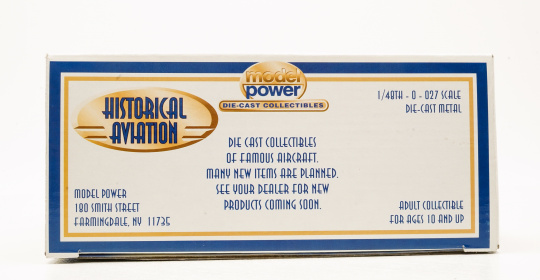 model
power
DIE-CAST COLLECTIBLES
HISTORICAL
AVIATION
1/48TH - O - 027 SCALE
DIE-CAST METAL
DIE CAST COLLECTIBLES
OF FAMOUS AIRCRAFT.
MANY NEW ITEMS ARE PLANNED.
SEE YOUR DEALER FOR NEW
PRODUCTS COMING SOON.
MODEL POWER
180 SMITH STREET
FARMINGDALE, NY 11735
ADULT COLLECTIBLE
FOR AGES 10 AND UP